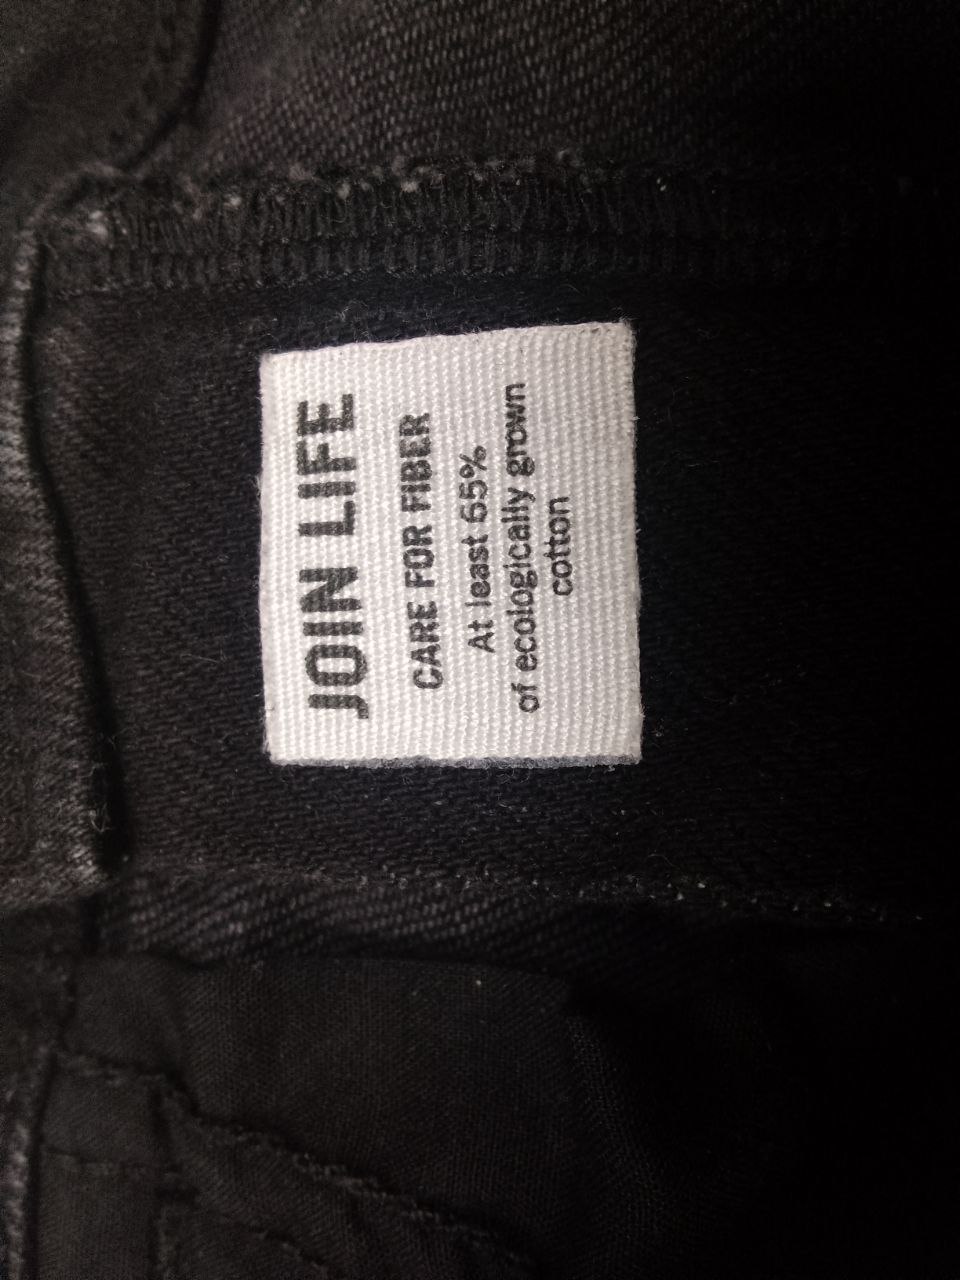 JOIN LIFE
CARE FOR FIBER
At least 65%
of ecologically grown
cotton